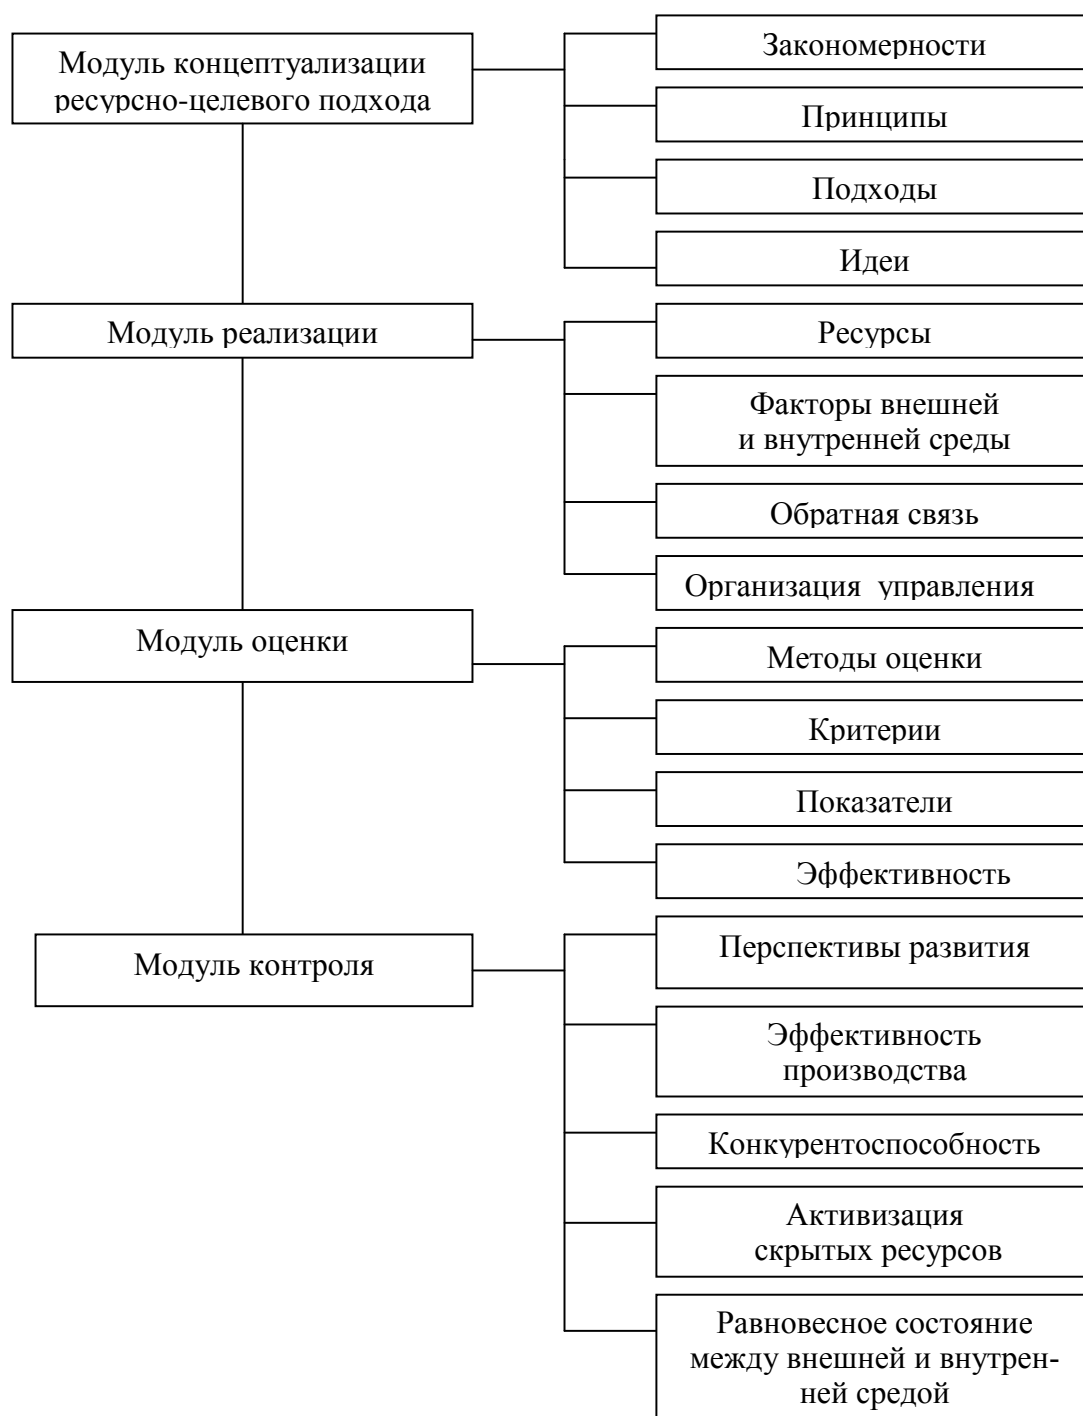 Модуль концептуализации
ресурсно-целевого подхода
Закономерности
Принципы
Подходы
Идеи
Модуль реализации
Ресурсы
Факторы внешней
и внутренней среды
Обратная связь
Организация управления
Модуль оценки
Методы оценки
Критерии
Показатели
Эффективность
Модуль контроля
Перспективы развития
Эффективность
производства
Конкурентоспособность
Активизация
скрытых ресурсов
Равновесное состояние
между внешней и внутрен-
ней средой